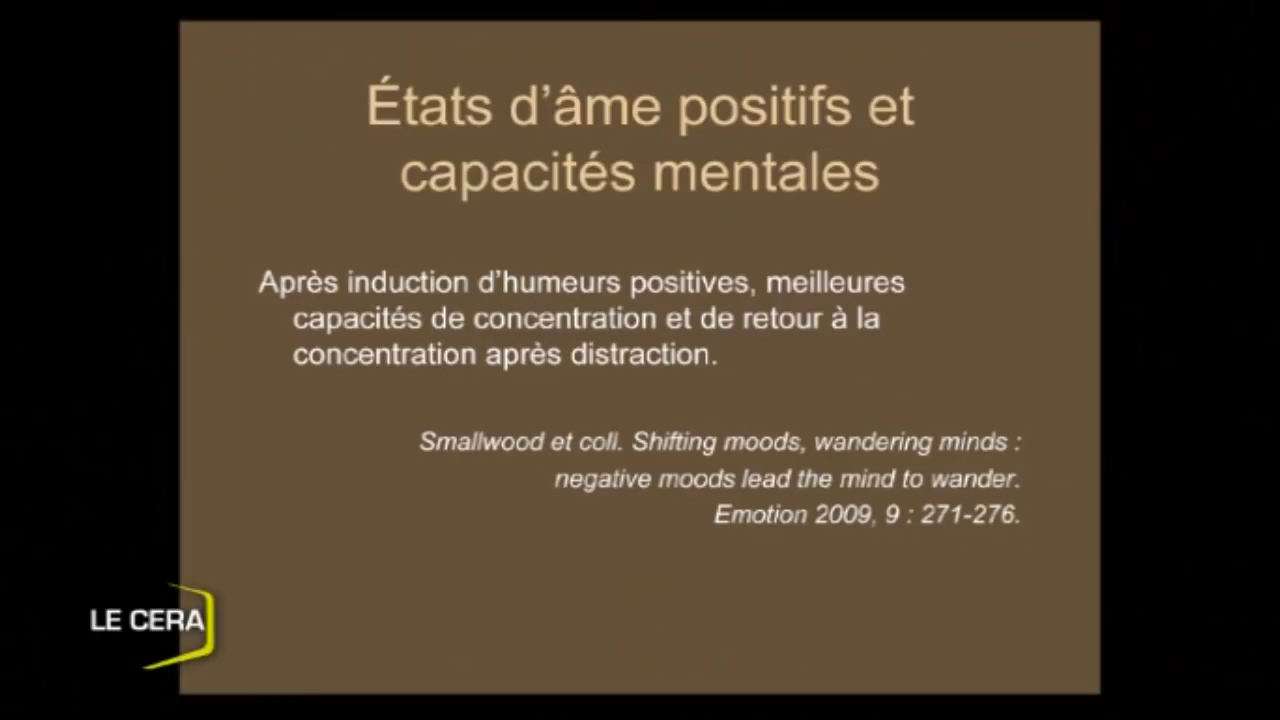 États d’âme positifs et
capacités mentales
Après induction d’humeurs positives, meilleures
capacités de concentration et de retour à la
concentration après distraction.
Smallwood et coll. Shifting moods, wandering minds :
negative moods lead the mind to wander.
Emotion 2009, 9 : 271-276.
LE CERA